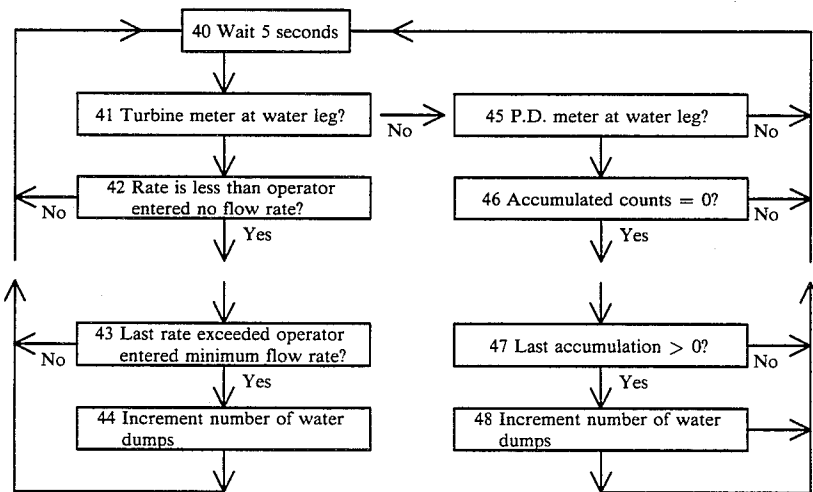 40 Wait 5 seconds
41 Turbine meter at water leg?
No
45 P.D. meter at water leg?
No
42 Rate is less than operator
entered no flow rate?
No
Yes
46 Accumulated counts = 0?
No
Yes
43 Last rate exceeded operator
entered minimum flow rate?
No
Yes
47 Last accumulation > 0?
No
Yes
44 Increment number of water
dumps
48 Increment number of water
dumps